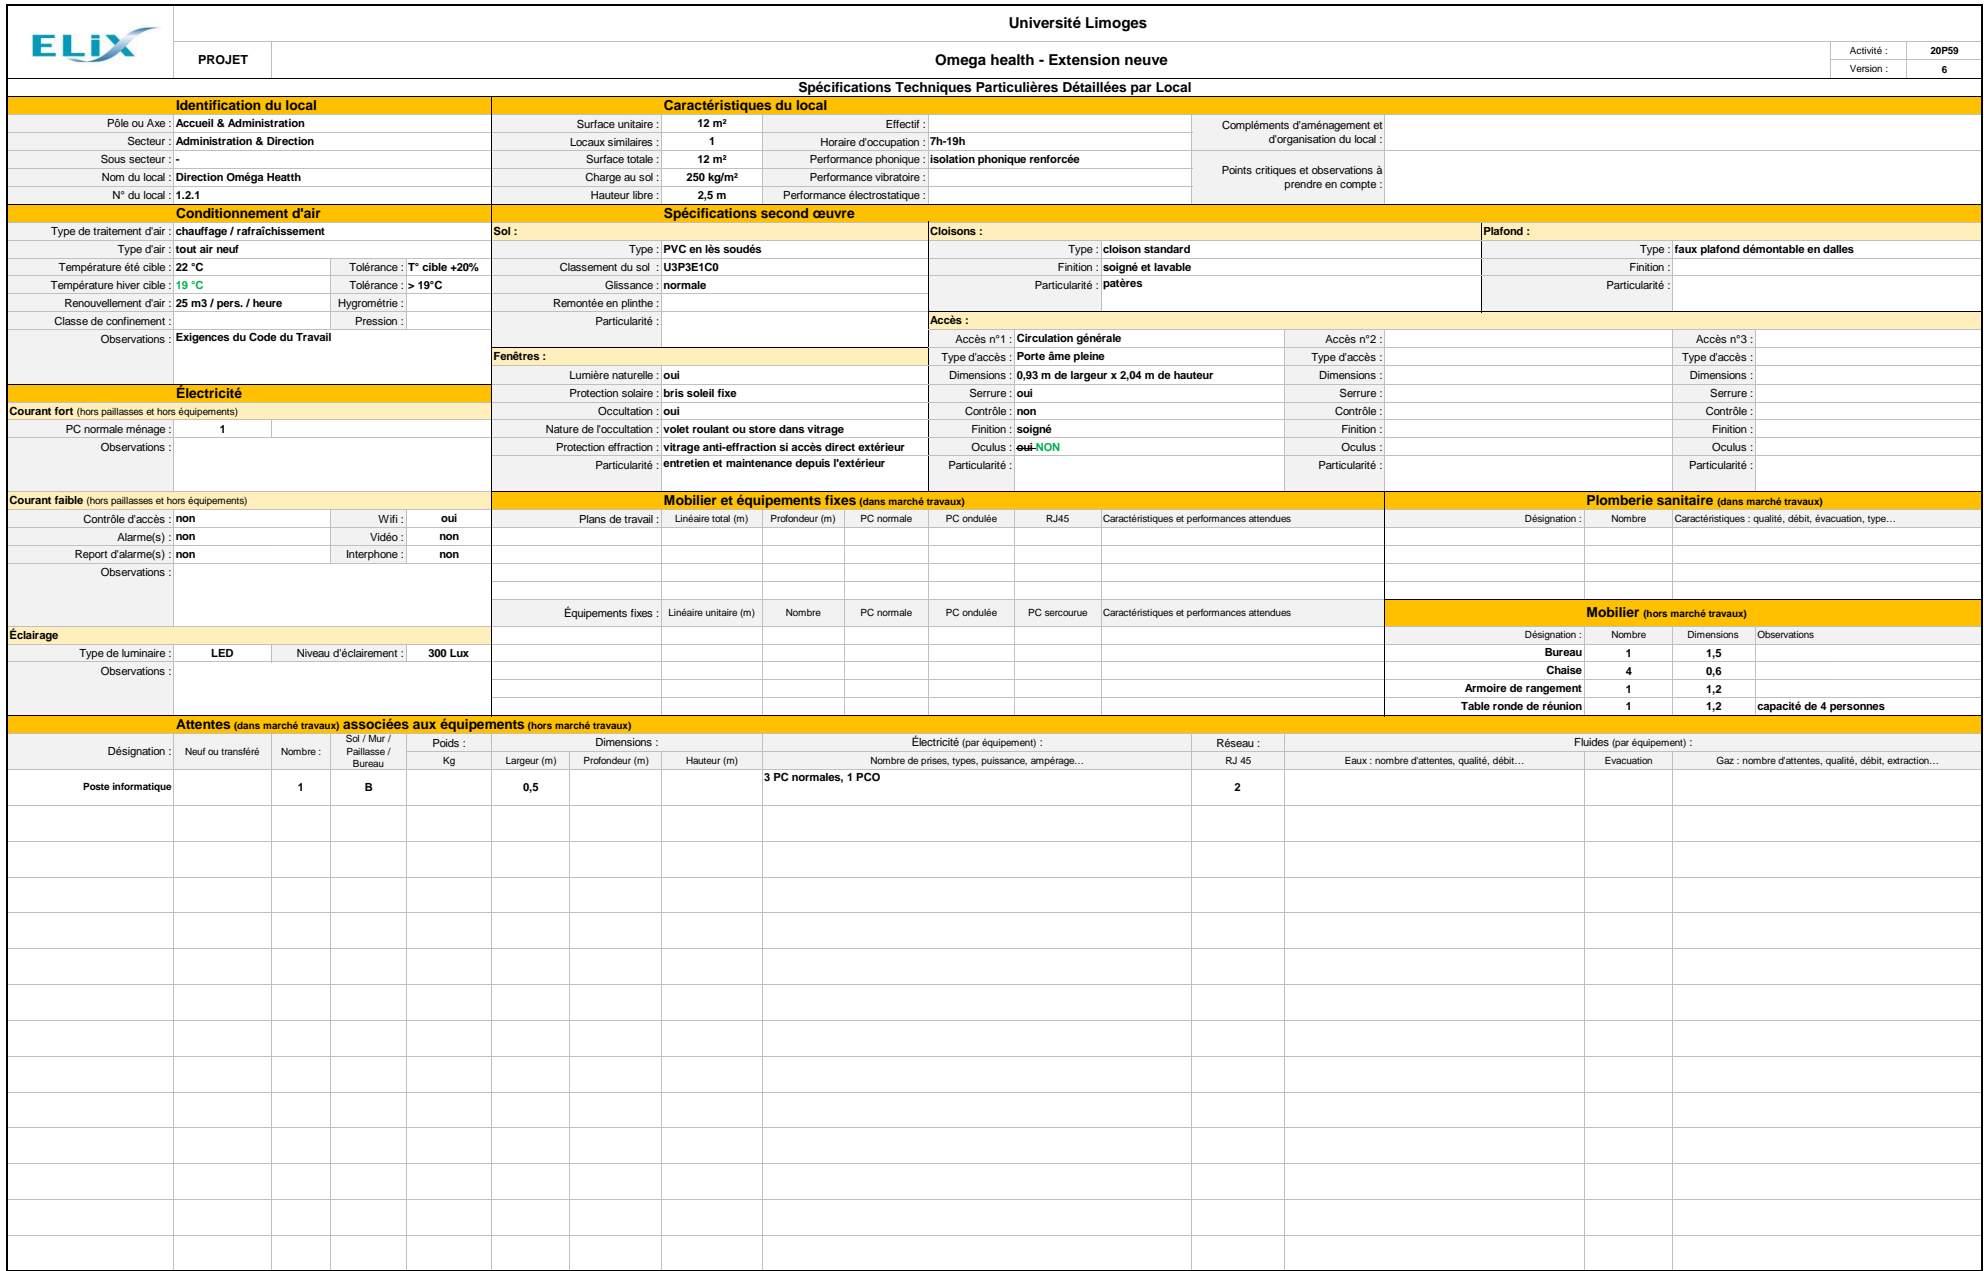 ELiX
Université Limoges
PROJET
Omega health - Extension neuve
Activité : 20P59
Version : 6
Spécifications Techniques Particulières Détaillées par Local
Identification du local
Pôle ou Axe : Accueil & Administration
Secteur : Administration & Direction
Sous secteur : -
Nom du local : Direction Oméga Heatth
N° du local : 1.2.1
Caractéristiques du local
Surface unitaire : 12 m² Effectif :
Locaux similaires : 1 Horaire d'occupation : 7h-19h
Surface totale : 12 m² Performance phonique : isolation phonique renforcée
Charge au sol : 250 kg/m² Performance vibratoire :
Hauteur libre : 2,5 m Performance électrostatique :
Compléments d'aménagement et
d'organisation du local :
Points critiques et observations à
prendre en compte :
Conditionnement d'air
Type de traitement d'air : chauffage / rafraîchissement
Type d'air : tout air neuf
Température été cible : 22 °C Tolérance : T° cible +20%
Température hiver cible : 19 °C Tolérance : > 19°C
Renouvellement d'air : 25 m3 / pers. / heure Hygrométrie :
Classe de confinement : Pression :
Observations : Exigences du Code du Travail
Spécifications second œuvre
Sol :
Type : PVC en lès soudés
Classement du sol : U3P3E1C0
Glissance : normale
Remontée en plinthe :
Particularité :
Cloisons :
Type : cloison standard
Finition : soigné et lavable
Particularité : patères
Plafond :
Type : faux plafond démontable en dalles
Finition :
Particularité :
Fenêtres :
Lumière naturelle : oui
Protection solaire : bris soleil fixe
Occultation : oui
Nature de l'occultation : volet roulant ou store dans vitrage
Protection effraction : vitrage anti-effraction si accès direct extérieur
Particularité : entretien et maintenance depuis l'extérieur
Accès :
Accès n°1 : Circulation générale Accès n°2 : Accès n°3 :
Type d'accès : Porte âme pleine Type d'accès : Type d'accès :
Dimensions : 0,93 m de largeur x 2,04 m de hauteur Dimensions : Dimensions :
Serrure : oui Serrure : Serrure :
Contrôle : non Contrôle : Contrôle :
Finition : soigné Finition : Finition :
Oculus : oui NON Oculus : Oculus :
Particularité : Particularité : Particularité :
Électricité
Courant fort (hors paillasses et hors équipements)
PC normale ménage : 1
Observations :
Courant faible (hors paillasses et hors équipements)
Contrôle d'accès : non Wifi : oui
Alarme(s) : non Vidéo : non
Report d'alarme(s) : non Interphone : non
Observations :
Éclairage
Type de luminaire : LED Niveau d'éclairement : 300 Lux
Observations :
Mobilier et équipements fixes (dans marché travaux)
Plans de travail : Linéaire total (m) Profondeur (m) PC normale PC ondulée RJ45 Caractéristiques et performances attendues
Équipements fixes : Linéaire unitaire (m) Nombre PC normale PC ondulée PC sercourue Caractéristiques et performances attendues
Plomberie sanitaire (dans marché travaux)
Désignation : Nombre Caractéristiques : qualité, débit, évacuation, type…
Mobilier (hors marché travaux)
Désignation : Nombre Dimensions Observations
Bureau 1 1,5
Chaise 4 0,6
Armoire de rangement 1 1,2
Table ronde de réunion 1 1,2 capacité de 4 personnes
Attentes (dans marché travaux) associées aux équipements (hors marché travaux)
Désignation : Neuf ou transféré Nombre :
Sol / Mur /
Paillasse /
Bureau
Poids : Dimensions : Électricité (par équipement) : Réseau : Fluides (par équipement) :
Kg Largeur (m) Profondeur (m) Hauteur (m) Nombre de prises, types, puissance, ampérage… RJ 45 Eaux : nombre d'attentes, qualité, débit… Evacuation Gaz : nombre d'attentes, qualité, débit, extraction…
Poste informatique 1 B 0,5 3 PC normales, 1 PCO 2